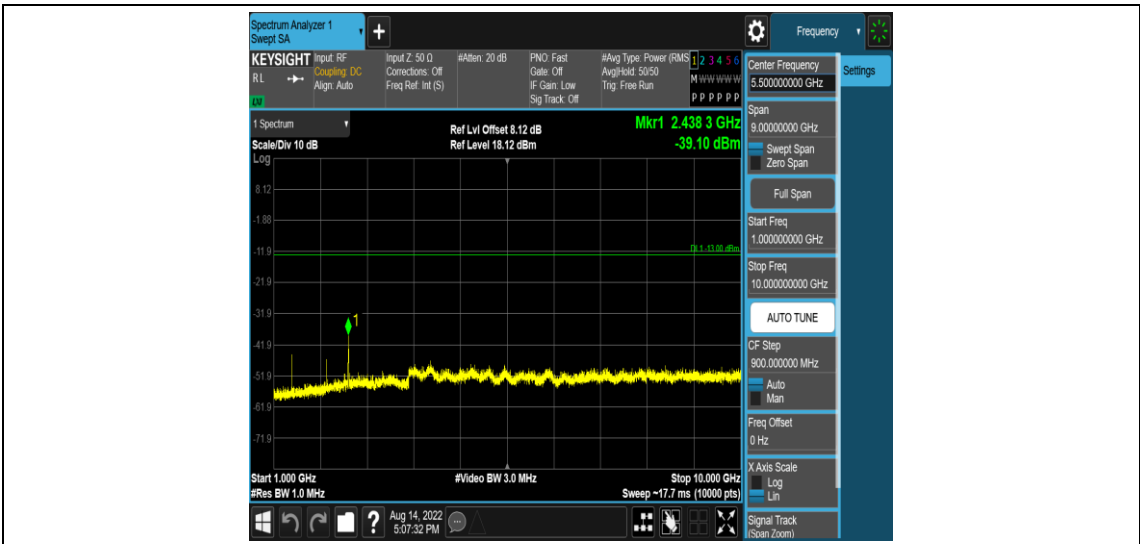 Spectrum Analyzer 1
Swept SA
+
Frequency
KEYSIGHT
RL
LXI
Input: RF
Coupling: DC
Align: Auto
Input Z: 50 Ω
Corrections: Off
Freq Ref: Int (S)
#Atten: 20 dB
PNO: Fast
Gate: Off
IF Gain: Low
Sig Track: Off
#Avg Type: Power (RMS
Avg|Hold: 50/50
Trig: Free Run
1 2 3 4 5 6
M W W W W W
P P P P P P
1 Spectrum
Scale/Div 10 dB
Log
Ref Lvl Offset 8.12 dB
Ref Level 18.12 dBm
Mkr1 2.438 3 GHz
-39.10 dBm
8.12
-1.88
-11.9
DL1 -13.00 dBm
-21.9
-31.9
1
-41.9
-51.9
-61.9
-71.9
Start 1.000 GHz
#Res BW 1.0 MHz
#Video BW 3.0 MHz
Stop 10.000 GHz
Sweep ~17.7 ms (10000 pts)
?
Aug 14, 2022
5:07:32 PM
Center Frequency
5.500000000 GHz
Settings
Span
9.00000000 GHz
Swept Span
Zero Span
Full Span
Start Freq
1.000000000 GHz
Stop Freq
10.000000000 GHz
AUTO TUNE
CF Step
900.000000 MHz
Auto
Man
Freq Offset
0 Hz
X Axis Scale
Log
Lin
Signal Track
(Span Zoom)